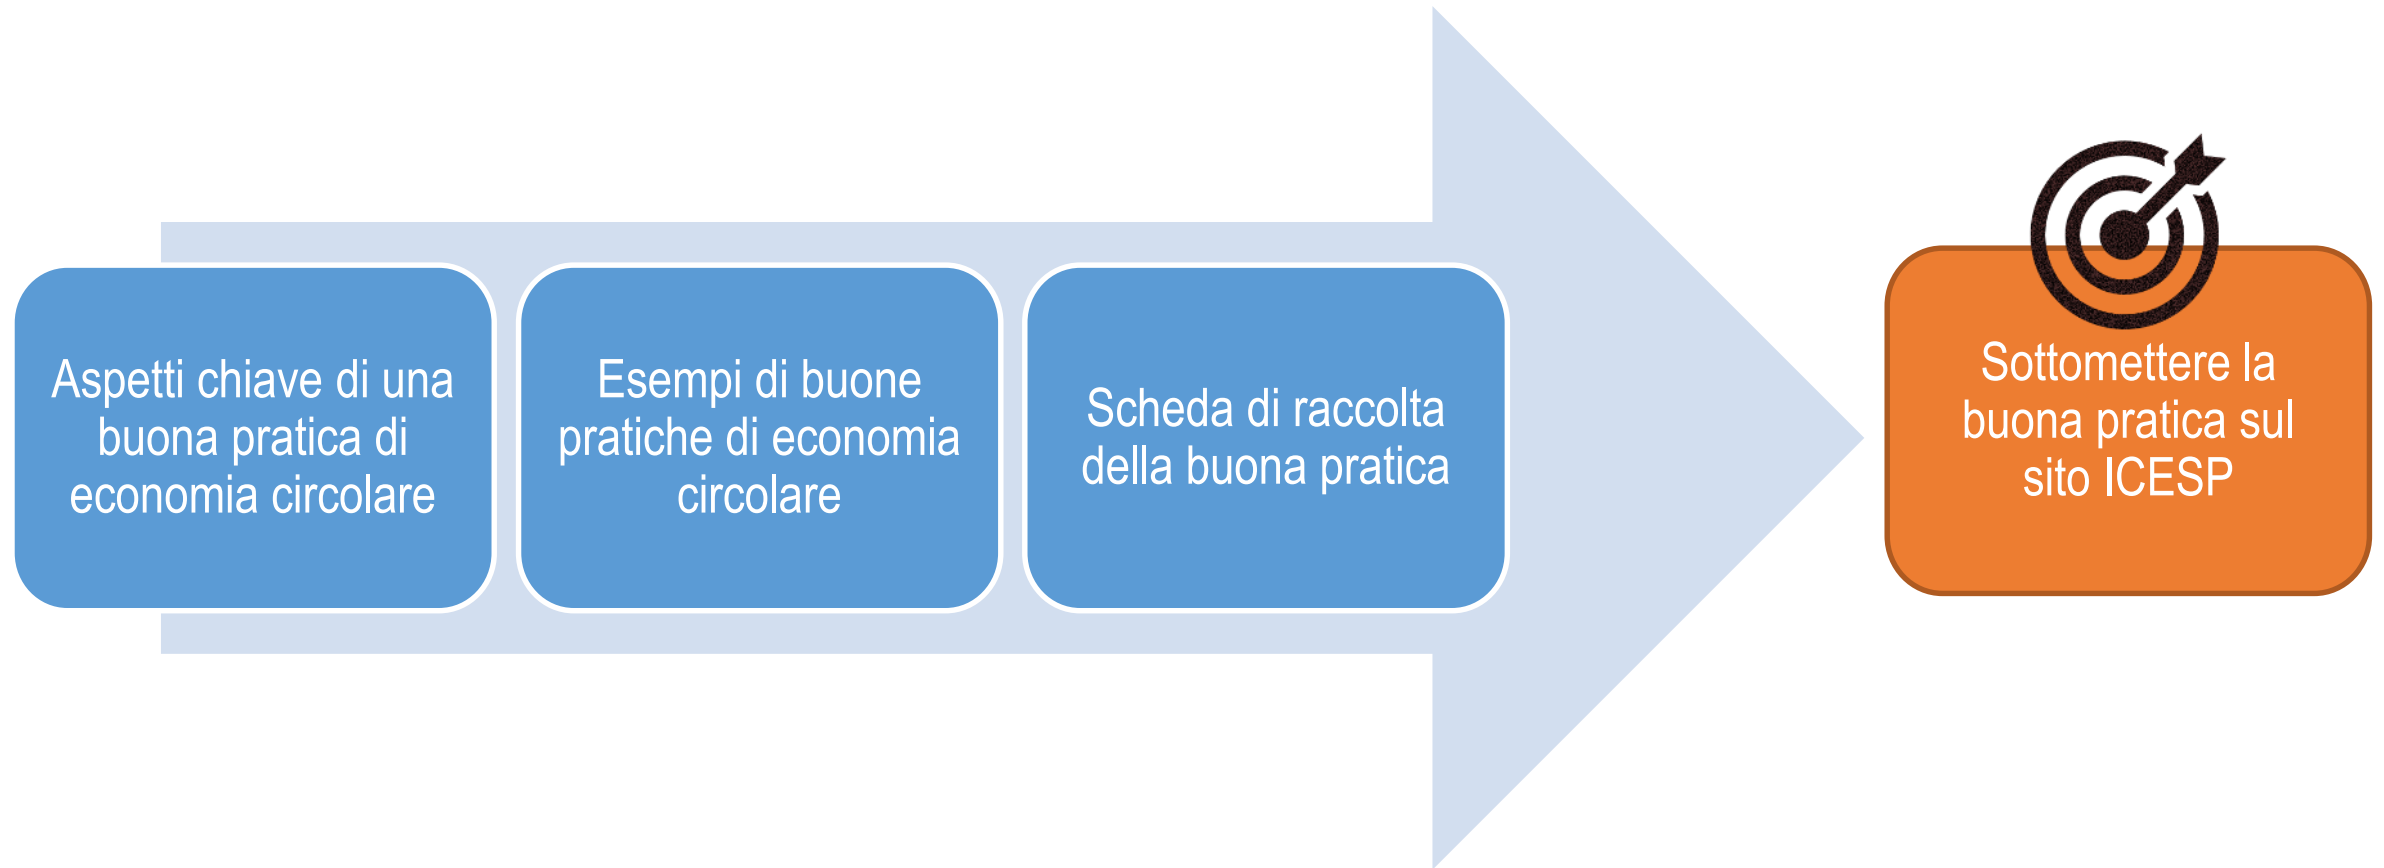 Aspetti chiave di una
buona pratica di
economia circolare
Esempi di buone
pratiche di economia
circolare
Scheda di raccolta
della buona pratica
Sottomettere la
buona pratica sul
sito ICESP